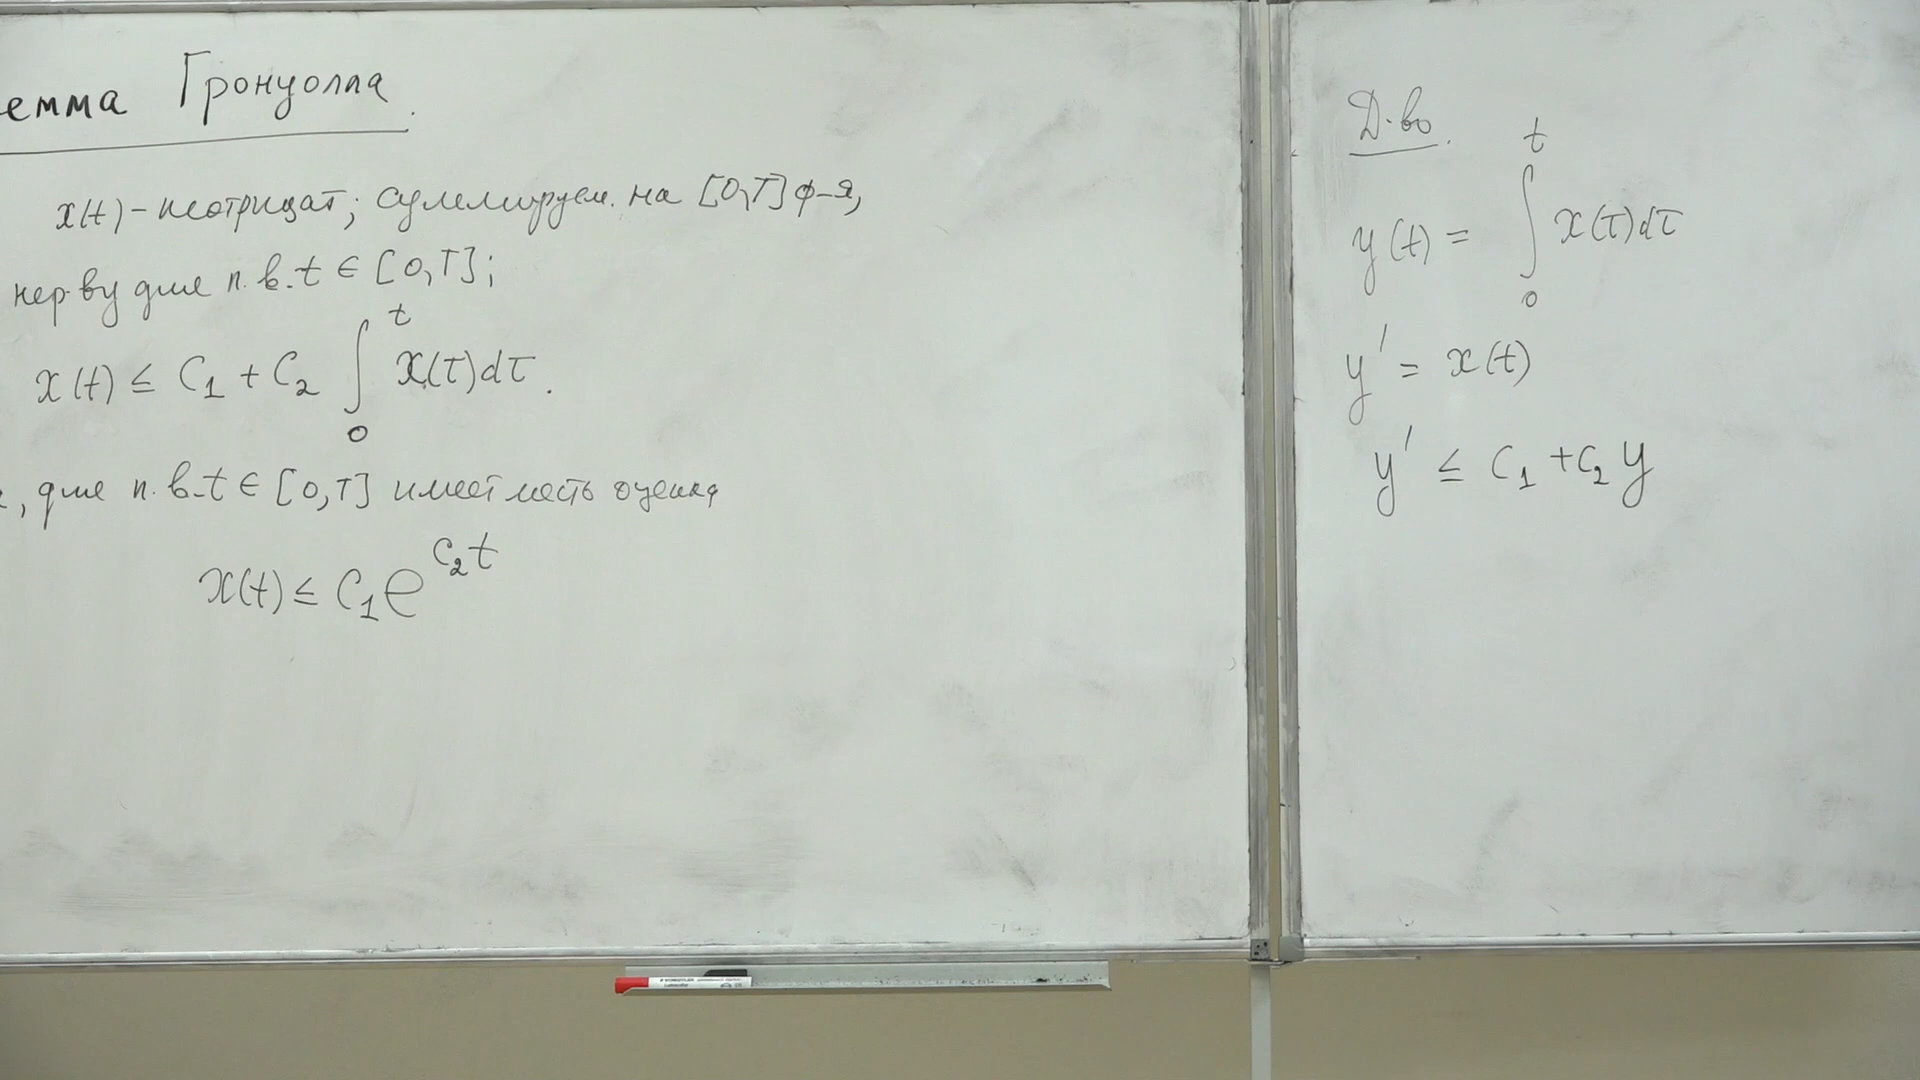 емма Гронуолла.
x(t) – неотрицат; суммируем. на [0,T] ф-я,
нер-ву для п.в. t ∈ [0,T];
x(t) ≤ C₁ + C₂ ∫₀ᵗ x(τ)dτ.
, для п.в. t ∈ [0,T] имеет место оценка
x(t) ≤ C₁e^{C₂t}
Д-во.
y(t) = ∫₀ᵗ x(τ)dτ
y' = x(t)
y' ≤ C₁ + C₂ y